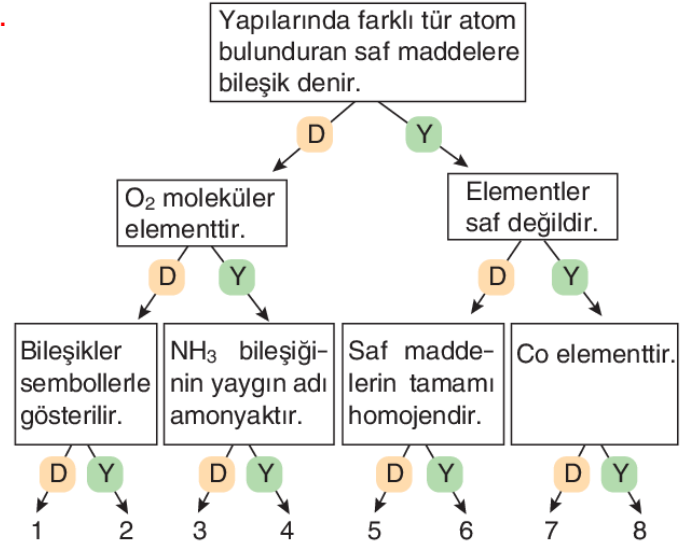 Yapılarında farklı tür atom
bulunduran saf maddelere
bileşik denir.
D
Y
O₂ moleküler
elementtir.
Elementler
saf değildir.
D
Y
D
Y
Bileşikler
sembollerle
gösterilir.
NH₃ bileşiği-
nin yaygın adı
amonyaktır.
Saf madde-
lerin tamamı
homojendir.
Co elementtir.
D
Y
D
Y
D
Y
D
Y
1
2
3
4
5
6
7
8